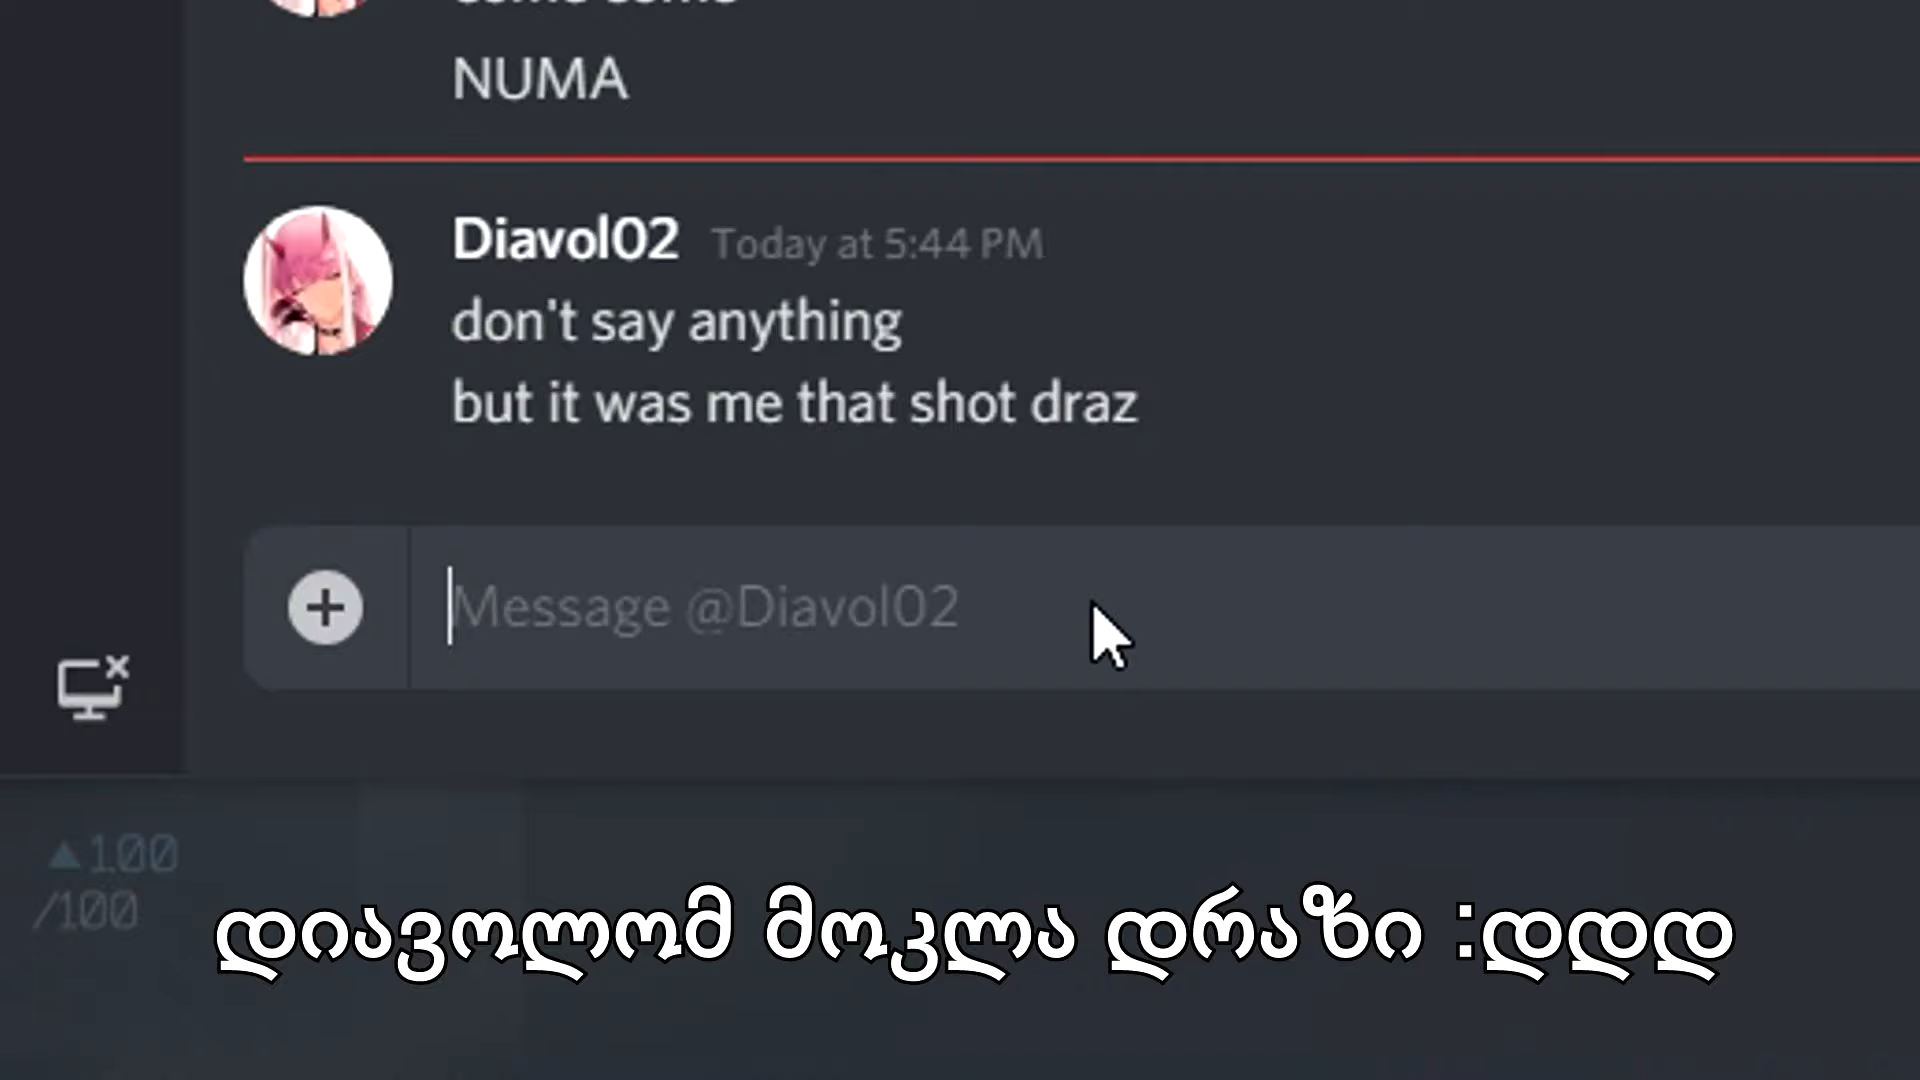 NUMA
Diavol02 Today at 5:44 PM
don't say anything
but it was me that shot draz
Message @Diavol02
▲100
/100
დიავოლომ მოკლა დრაზი :დდდ